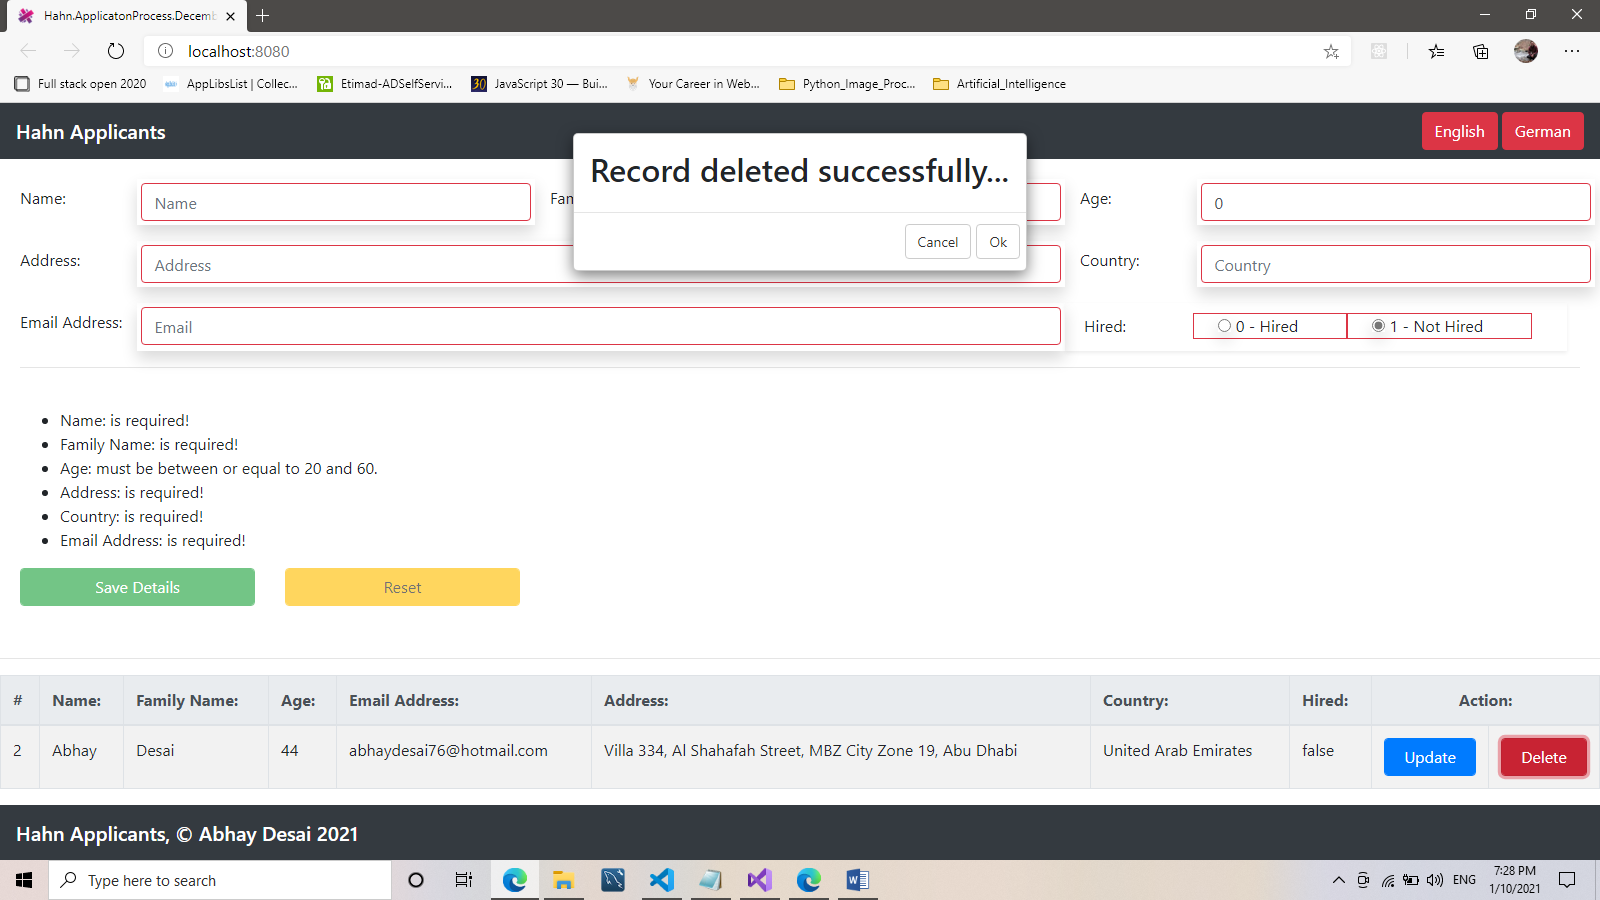 Hahn.ApplicatonProcess.Decemb
localhost:8080
Full stack open 2020
AppLibsList | Collec...
Etimad-ADSelfServi...
30
JavaScript 30 — Bui...
Your Career in Web...
Python_Image_Proc...
Artificial_Intelligence
Hahn Applicants
English
German
Record deleted successfully...
Cancel
Ok
Name:
Name
Fam
Age:
0
Address:
Address
Country:
Country
Email Address:
Email
Hired:
0 - Hired
1 - Not Hired
Name: is required!
Family Name: is required!
Age: must be between or equal to 20 and 60.
Address: is required!
Country: is required!
Email Address: is required!
Save Details
Reset
# Name: Family Name: Age: Email Address: Address: Country: Hired: Action:
2 Abhay Desai 44 abhaydesai76@hotmail.com Villa 334, Al Shahafah Street, MBZ City Zone 19, Abu Dhabi United Arab Emirates false Update Delete
Hahn Applicants, © Abhay Desai 2021
Type here to search
ENG
7:28 PM
1/10/2021